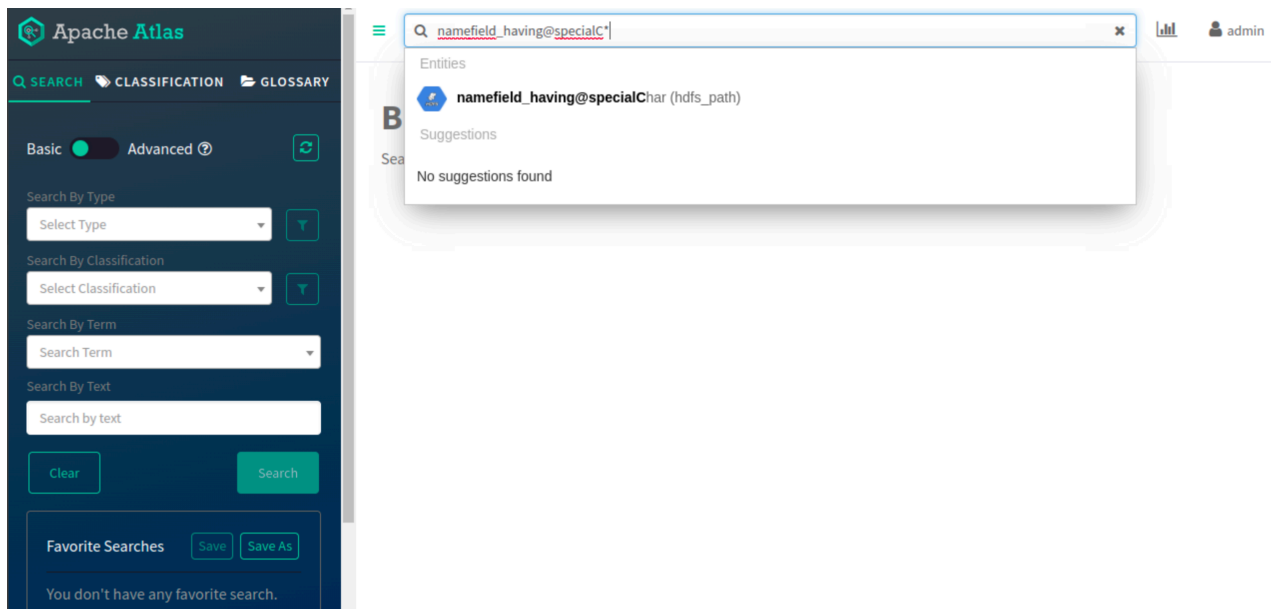 Apache Atlas
SEARCH CLASSIFICATION GLOSSARY
Basic Advanced
Search By Type
Select Type
Search By Classification
Select Classification
Search By Term
Search Term
Search By Text
Search by text
Clear Search
Favorite Searches Save Save As
You don't have any favorite search.
namefield_having@specialC*
admin
Entities
namefield_having@specialChar (hdfs_path)
Suggestions
No suggestions found
B
Sea